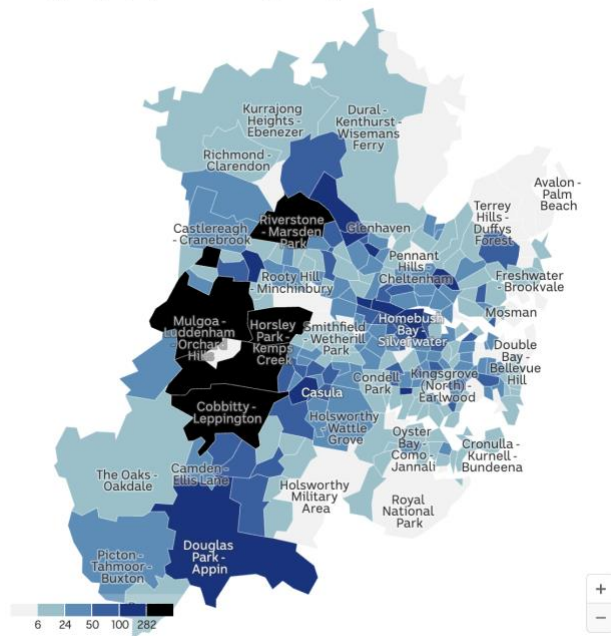 Kurrajong
Heights -
Ebenezer
Dural -
Kenthurst -
Wisemans
Ferry
Richmond -
Clarendon
Avalon -
Palm
Beach
Terrey
Hills -
Duffys
Forest
Castlereagh
- Cranebrook
Riverstone
- Marsden
Park
Glenhaven
Pennant
Hills -
Cheltenham
Rooty Hill
- Minchinbury
Freshwater
- Brookvale
Mosman
Mulgoa -
Luddenham
- Orchard
Hills
Horsley
Park -
Kemps
Creek
Smithfield
- Wetherill
Park
Homebush
Bay -
Silverwater
Double
Bay -
Bellevue
Hill
Condell
Park
Kingsgrove
(North) -
Earlwood
Casula
Cobbitty -
Leppington
Holsworthy
- Wattle
Grove
Oyster
Bay -
Como -
Jannali
Cronulla -
Kurnell -
Bundeena
The Oaks -
Oakdale
Camden -
Ellis Lane
Holsworthy
Military
Area
Royal
National
Park
Picton -
Tahmoor -
Buxton
Douglas
Park -
Appin
6 24 50 100 282
+
−